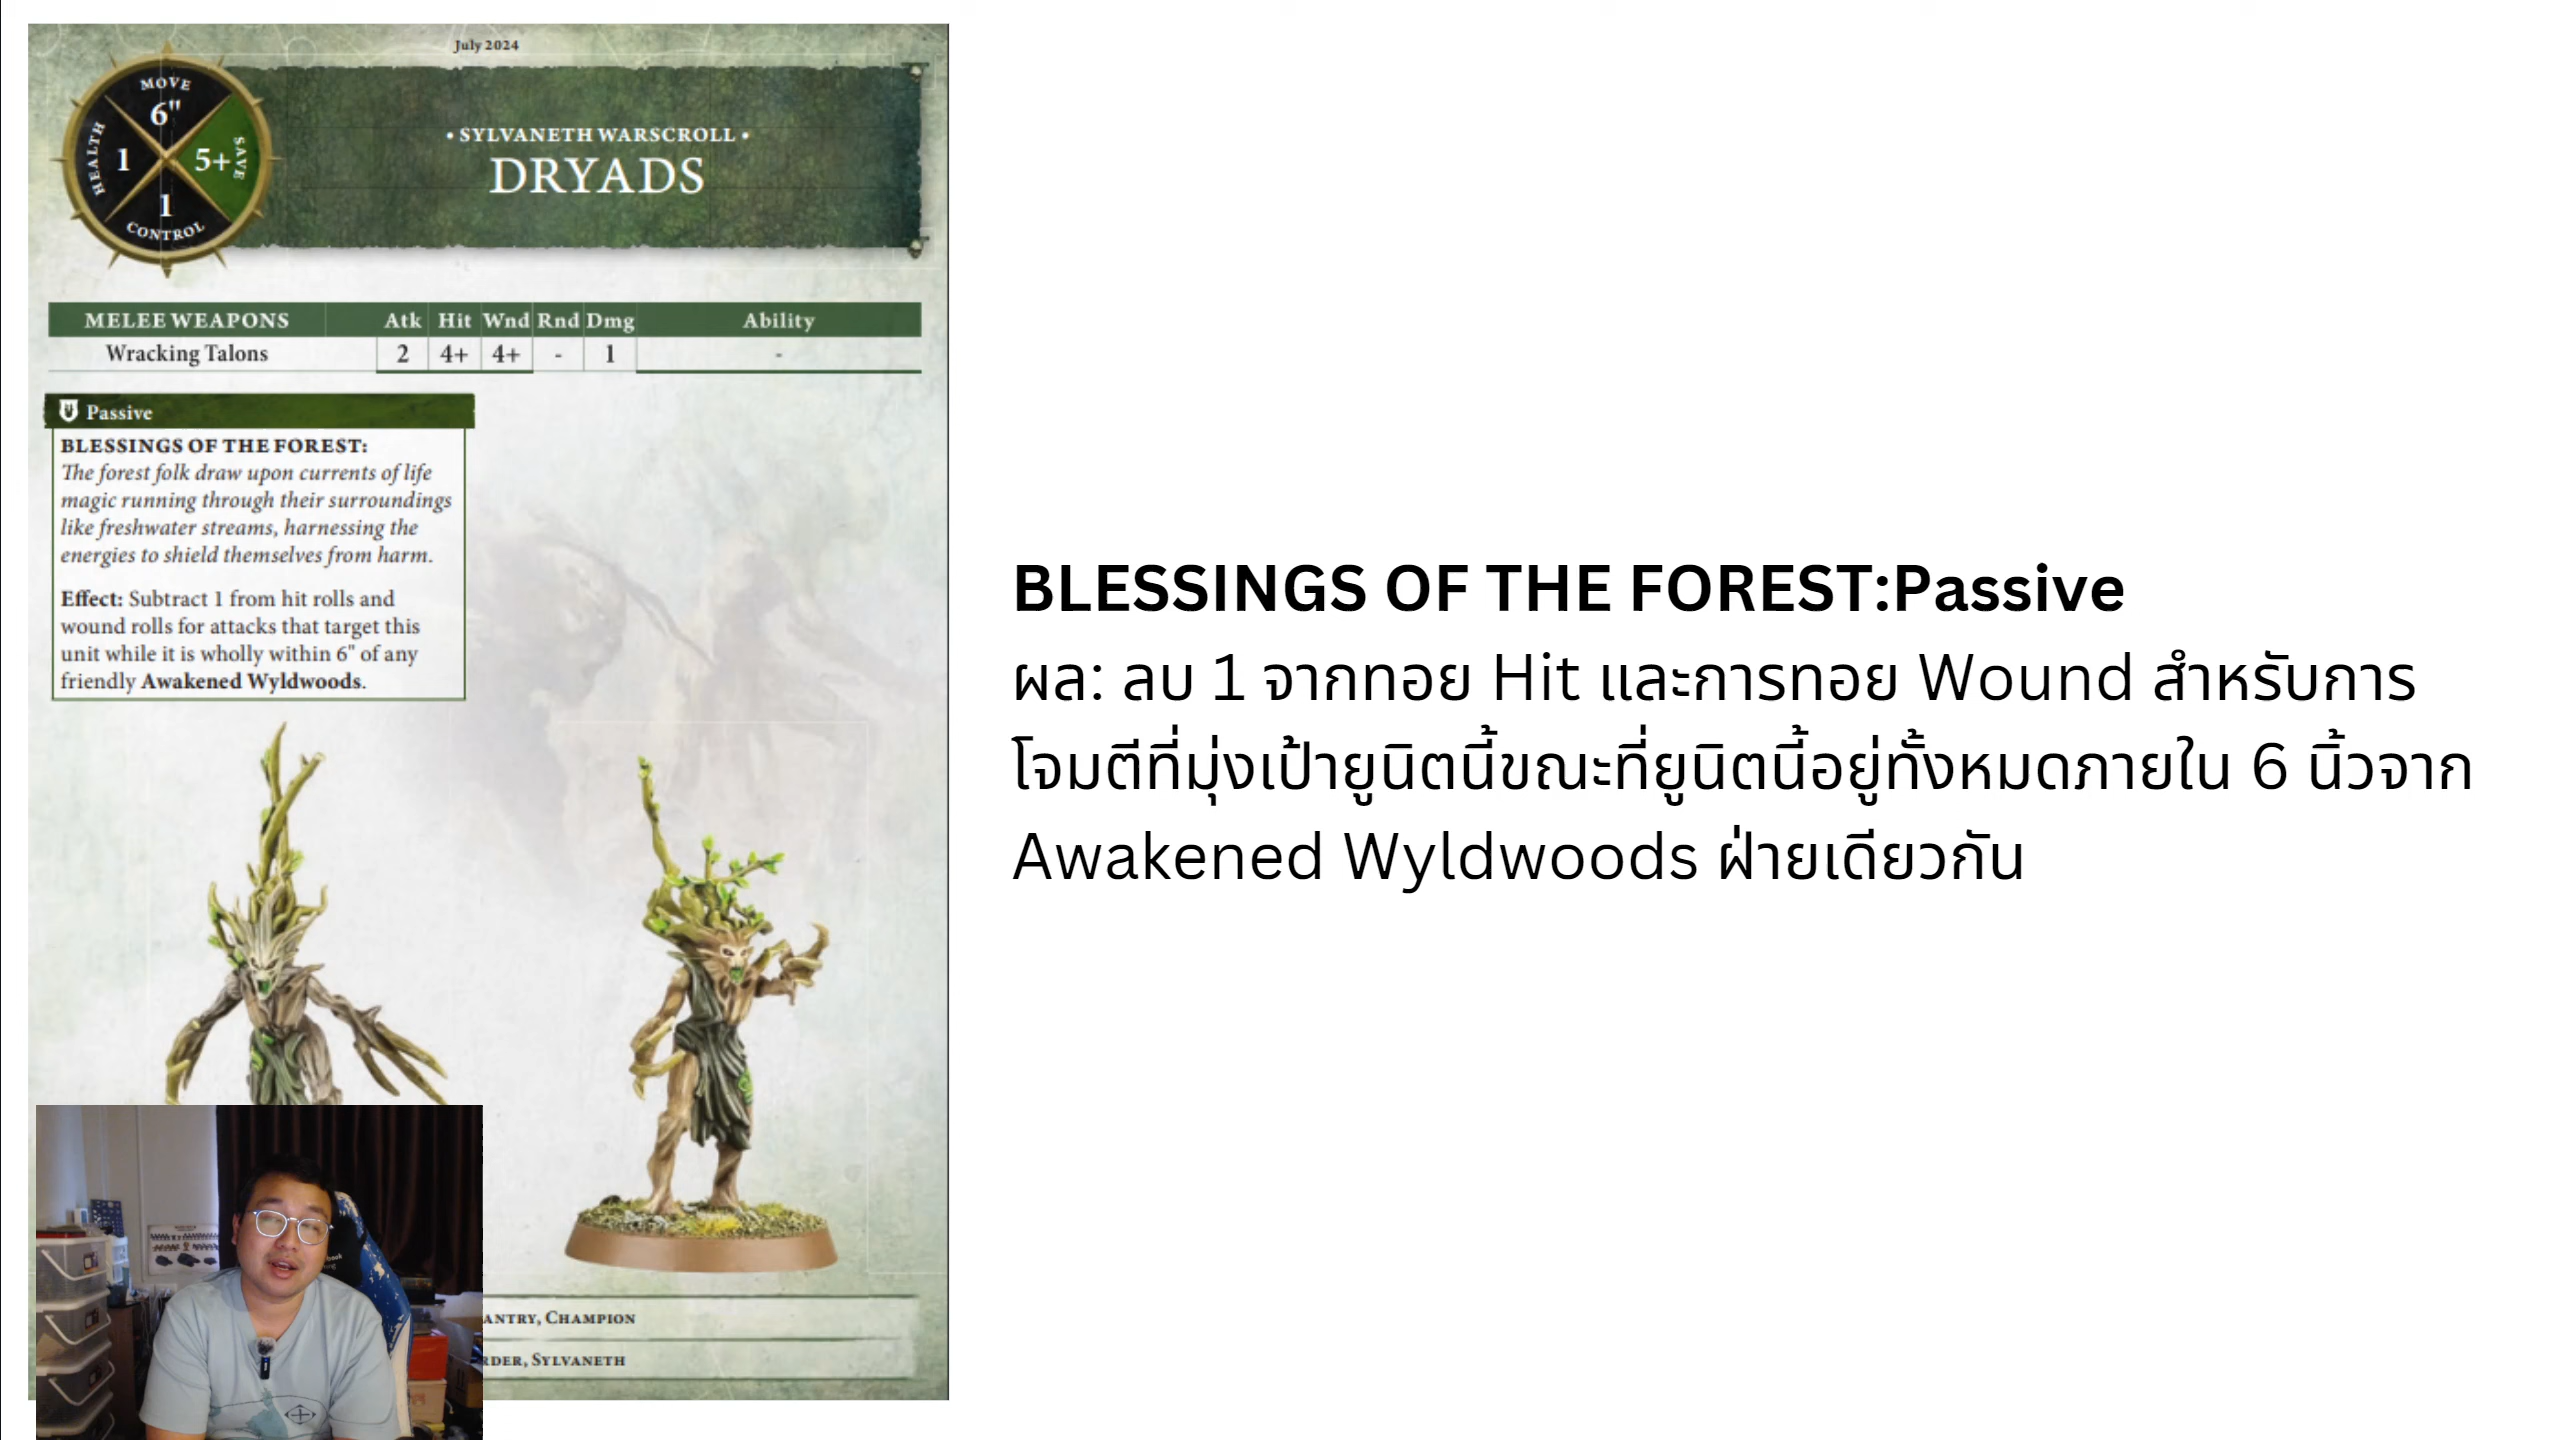 July 2024
MOVE
6"
HEALTH
1
5+
SAVE
1
CONTROL
• SYLVANETH WARSCROLL •
DRYADS
MELEE WEAPONS Atk Hit Wnd Rnd Dmg Ability
Wracking Talons 2 4+ 4+ - 1 -
Passive
BLESSINGS OF THE FOREST:
The forest folk draw upon currents of life
magic running through their surroundings
like freshwater streams, harnessing the
energies to shield themselves from harm.
Effect: Subtract 1 from hit rolls and
wound rolls for attacks that target this
unit while it is wholly within 6" of any
friendly Awakened Wyldwoods.
ANTRY, CHAMPION
RDER, SYLVANETH
BLESSINGS OF THE FOREST:Passive
ผล: ลบ 1 จากทอย Hit และการทอย Wound สำหรับการ
โจมตีที่มุ่งเป้ายูนิตนี้ขณะที่ยูนิตนี้อยู่ทั้งหมดภายใน 6 นิ้วจาก
Awakened Wyldwoods ฝ่ายเดียวกัน